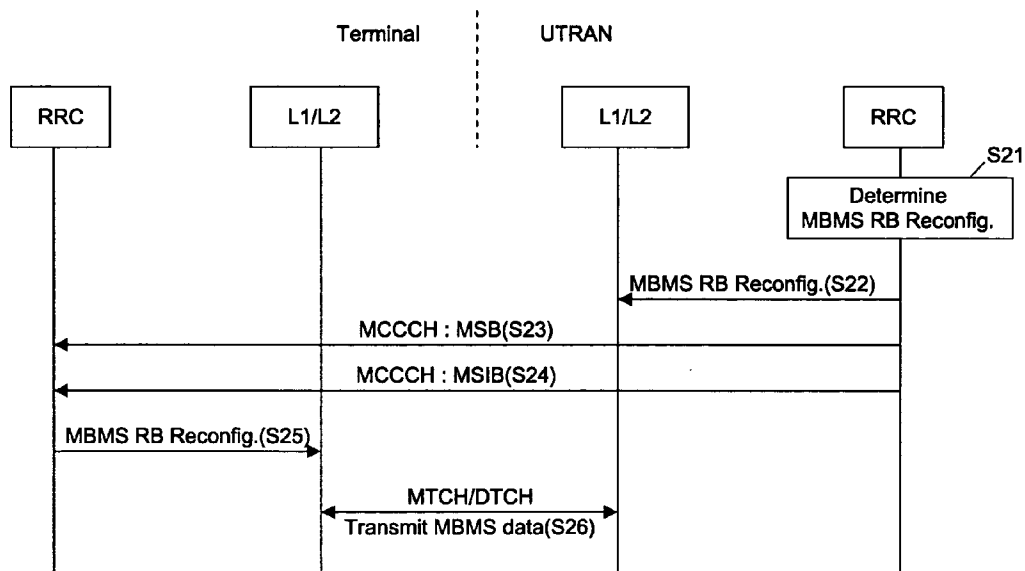 Terminal
UTRAN
RRC
L1/L2
L1/L2
RRC
S21
Determine
MBMS RB Reconfig.
MBMS RB Reconfig.(S22)
MCCCH : MSB(S23)
MCCCH : MSIB(S24)
MBMS RB Reconfig.(S25)
MTCH/DTCH
Transmit MBMS data(S26)